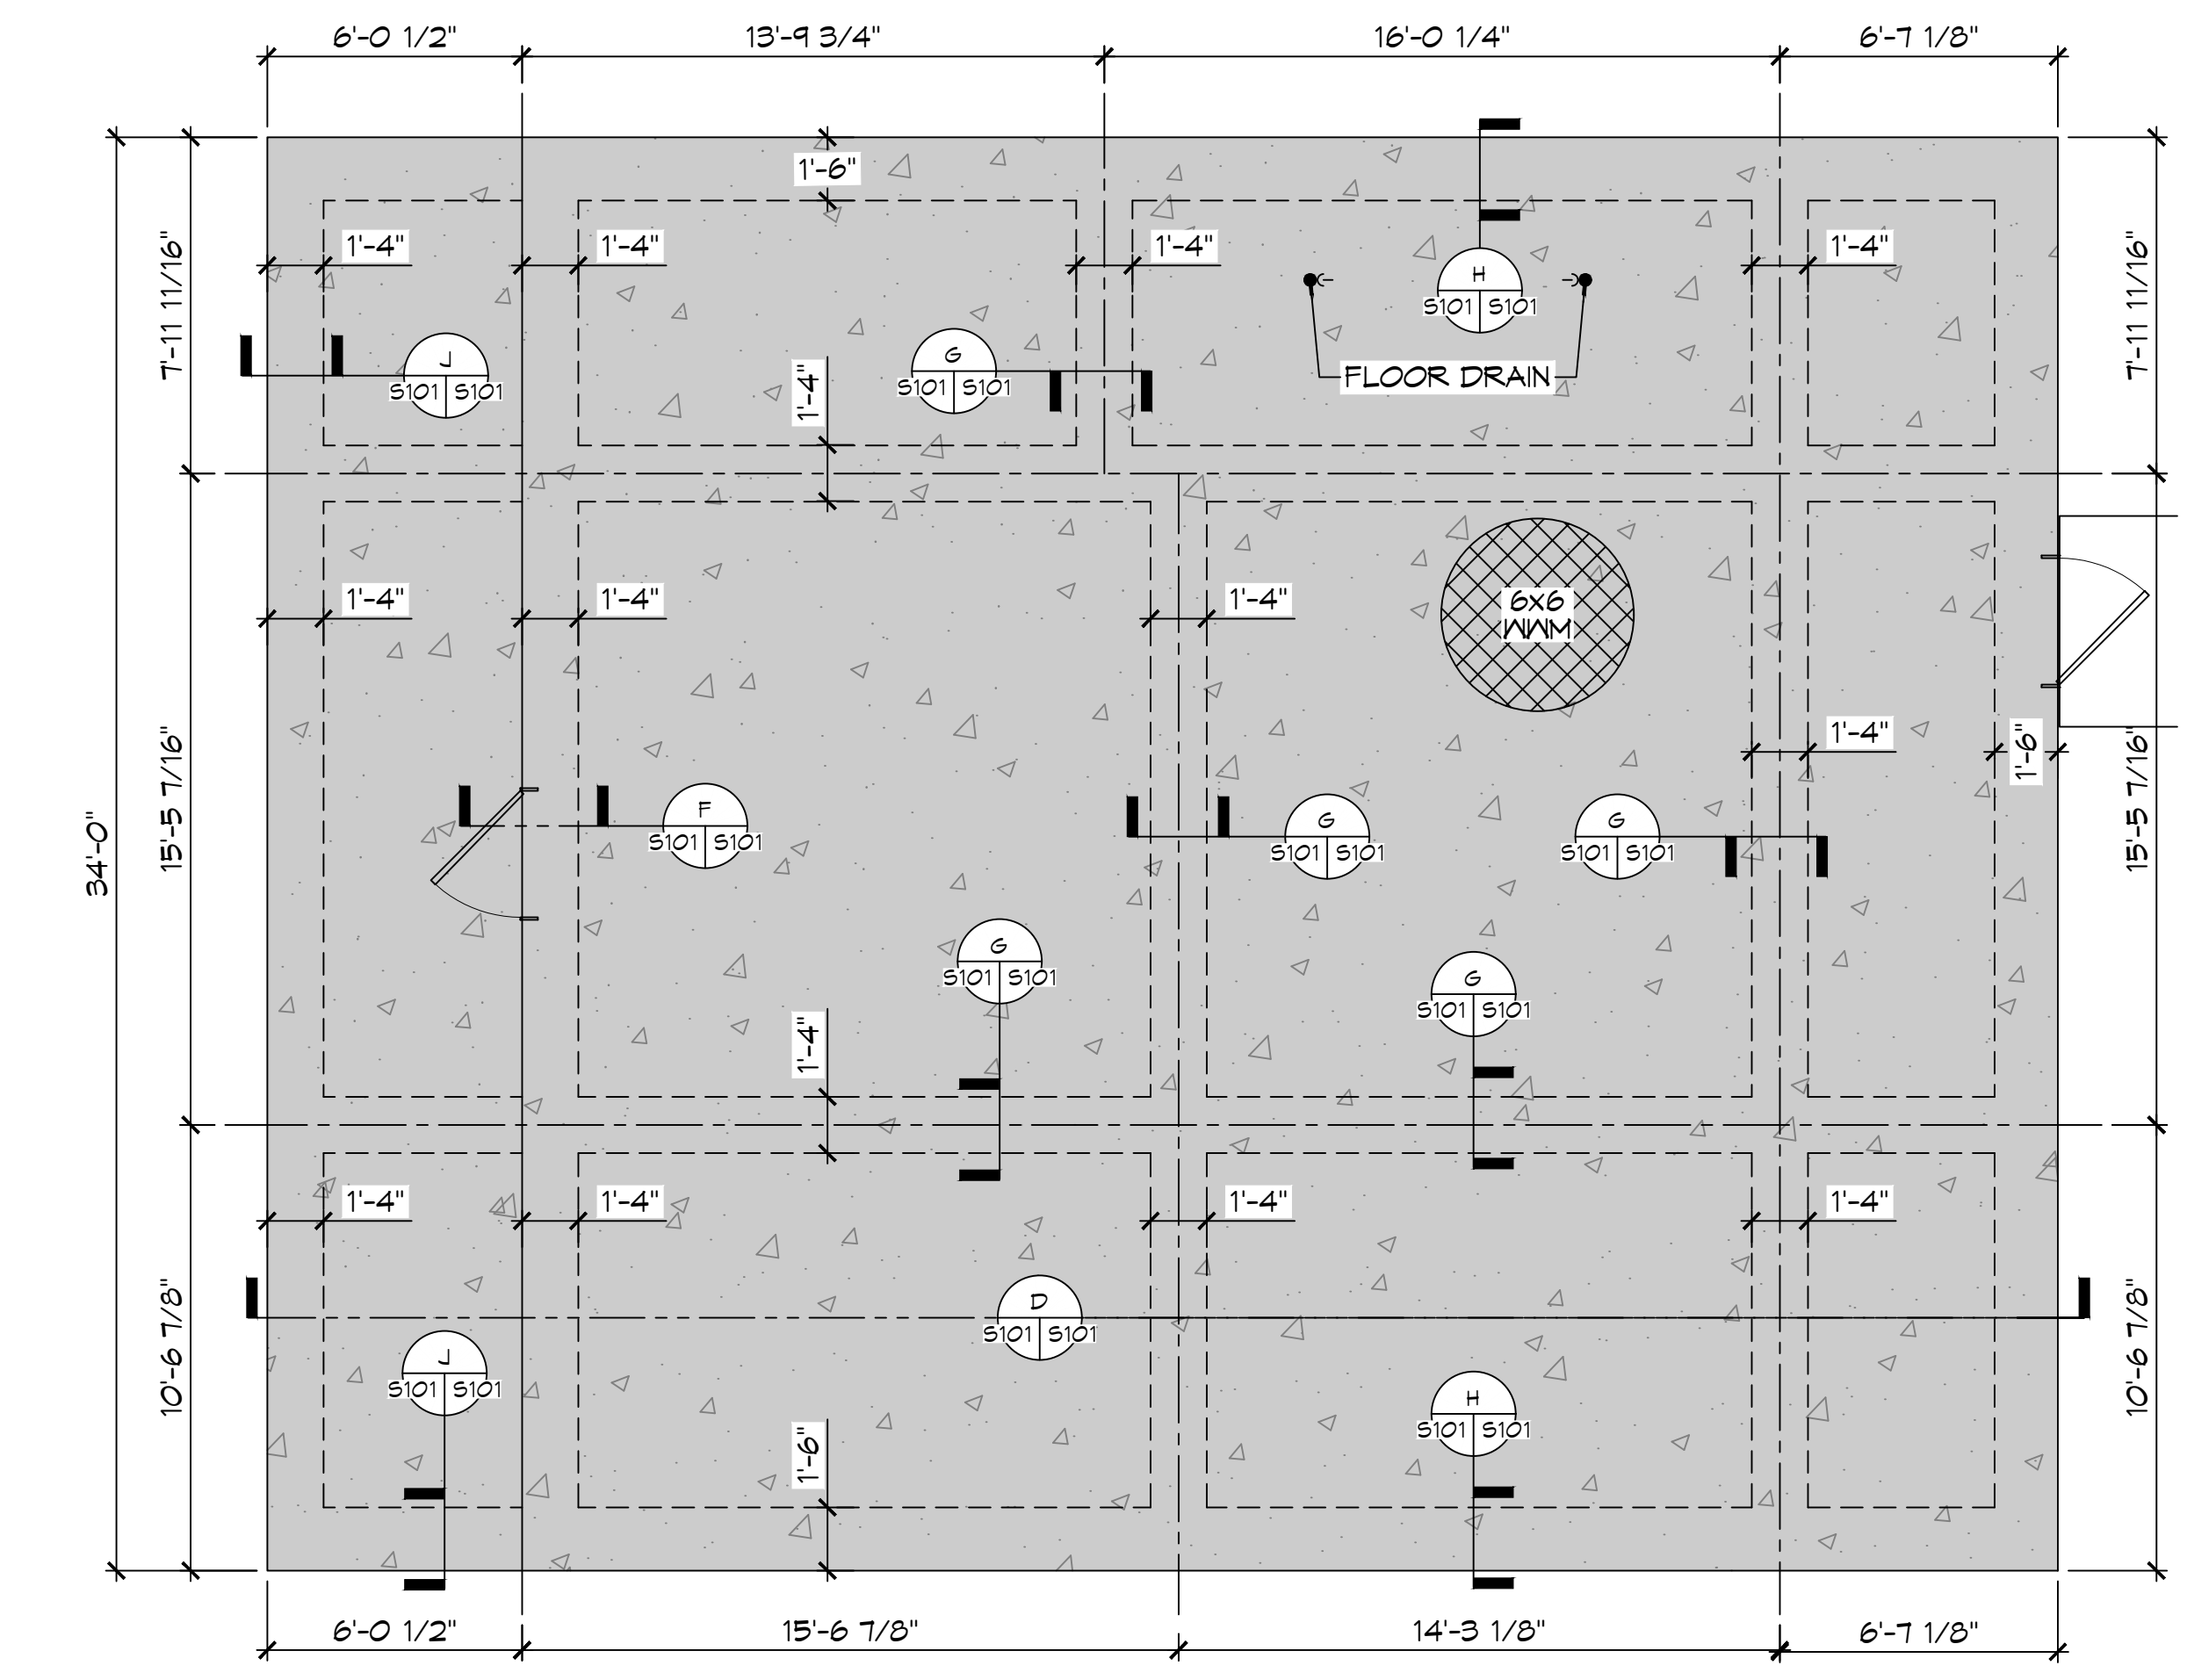 6'-0 1/2" 13'-9 3/4" 16'-0 1/4" 6'-7 1/8"
1'-6"
1'-4" 1'-4" 1'-4" 1'-4"
7'-11 11/16" 7'-11 11/16"
H
S101 S101
J
S101 S101
G
S101 S101
1'-4"
FLOOR DRAIN
1'-4" 1'-4" 1'-4"
6x6
WWM
1'-4"
1'-6"
15'-5 7/16" 15'-5 7/16"
34'-0"
F
S101 S101
G
S101 S101
G
S101 S101
G
S101 S101
G
S101 S101
1'-4"
1'-4" 1'-4" 1'-4" 1'-4"
D
S101 S101
10'-6 7/8" 10'-6 7/8"
J
S101 S101
H
S101 S101
1'-6"
6'-0 1/2" 15'-6 7/8" 14'-3 1/8" 6'-7 1/8"